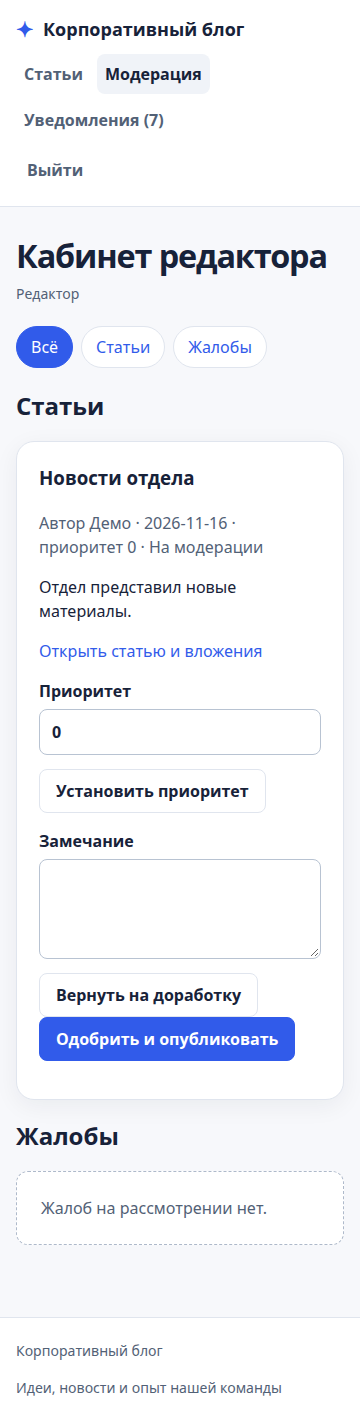 Корпоративный блог
Статьи Модерация
Уведомления (7)
Выйти
Кабинет редактора
Редактор
Всё Статьи Жалобы
Статьи
Новости отдела
Автор Демо · 2026-11-16 ·
приоритет 0 · На модерации
Отдел представил новые
материалы.
Открыть статью и вложения
Приоритет
0
Установить приоритет
Замечание
Вернуть на доработку
Одобрить и опубликовать
Жалобы
Жалоб на рассмотрении нет.
Корпоративный блог
Идеи, новости и опыт нашей команды